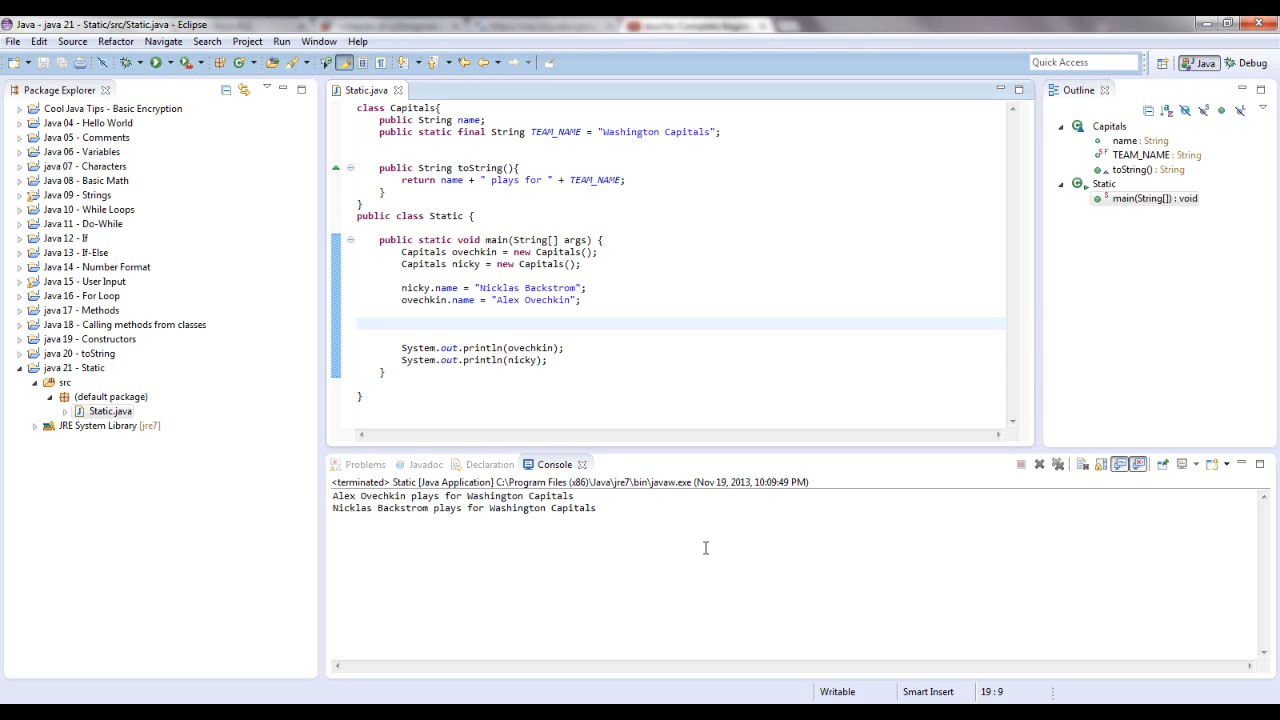 Java - java 21 - Static/src/Static.java - Eclipse
File Edit Source Refactor Navigate Search Project Run Window Help
Quick Access
Java
Debug
Package Explorer
Cool Java Tips - Basic Encryption
Java 04 - Hello World
Java 05 - Comments
Java 06 - Variables
java 07 - Characters
Java 08 - Basic Math
Java 09 - Strings
Java 10 - While Loops
Java 11 - Do-While
Java 12 - If
Java 13 - If-Else
Java 14 - Number Format
Java 15 - User Input
Java 16 - For Loop
java 17 - Methods
Java 18 - Calling methods from classes
java 19 - Constructors
java 20 - toString
java 21 - Static
src
(default package)
Static.java
JRE System Library [jre7]
Static.java
class Capitals{
public String name;
public static final String TEAM_NAME = "Washington Capitals";
public String toString(){
return name + " plays for " + TEAM_NAME;
}
}
public class Static {
public static void main(String[] args) {
Capitals ovechkin = new Capitals();
Capitals nicky = new Capitals();
nicky.name = "Nicklas Backstrom";
ovechkin.name = "Alex Ovechkin";
System.out.println(ovechkin);
System.out.println(nicky);
}
}
Outline
Capitals
name : String
TEAM_NAME : String
toString() : String
Static
main(String[]) : void
Problems @ Javadoc Declaration Console
<terminated> Static [Java Application] C:\Program Files (x86)\Java\jre7\bin\javaw.exe (Nov 19, 2013, 10:09:49 PM)
Alex Ovechkin plays for Washington Capitals
Nicklas Backstrom plays for Washington Capitals
Writable
Smart Insert
19 : 9